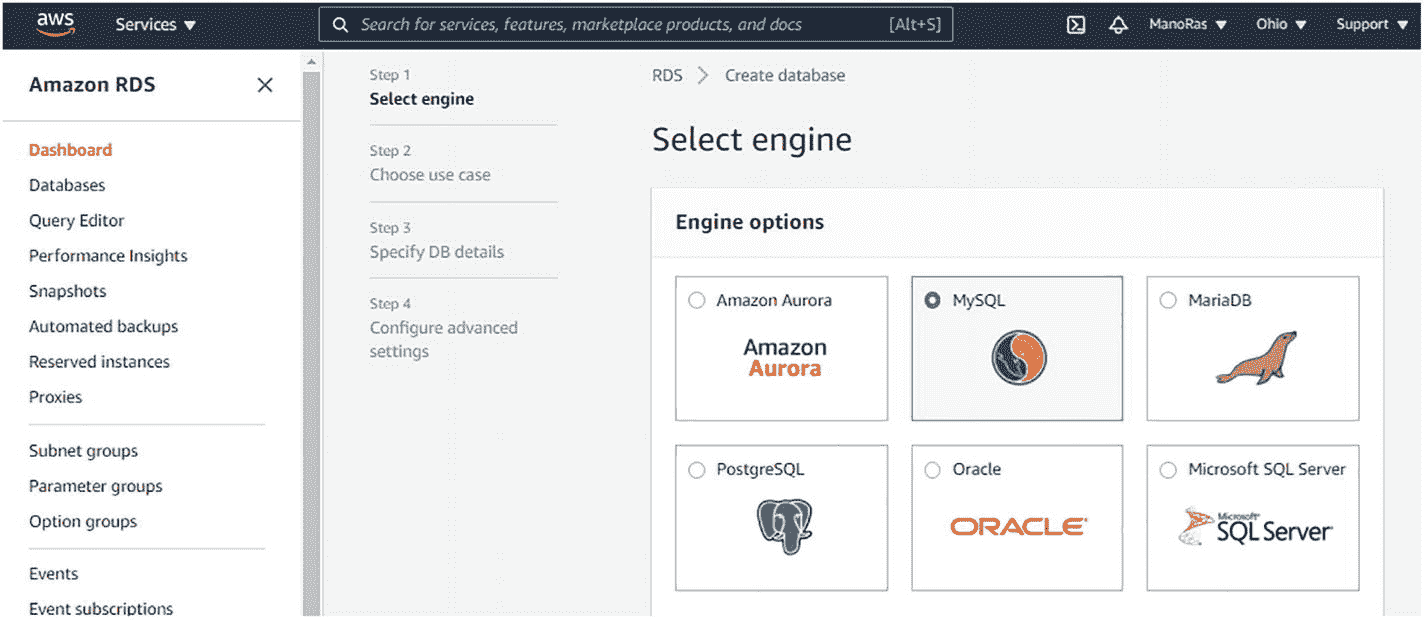 aws
Services
Search for services, features, marketplace products, and docs [Alt+S]
ManoRas
Ohio
Support
Amazon RDS
Dashboard
Databases
Query Editor
Performance Insights
Snapshots
Automated backups
Reserved instances
Proxies
Subnet groups
Parameter groups
Option groups
Events
Event subscriptions
Step 1
Select engine
Step 2
Choose use case
Step 3
Specify DB details
Step 4
Configure advanced
settings
RDS > Create database
Select engine
Engine options
Amazon Aurora
Amazon
Aurora
MySQL
MariaDB
PostgreSQL
Oracle
ORACLE
Microsoft SQL Server
Microsoft
SQL Server